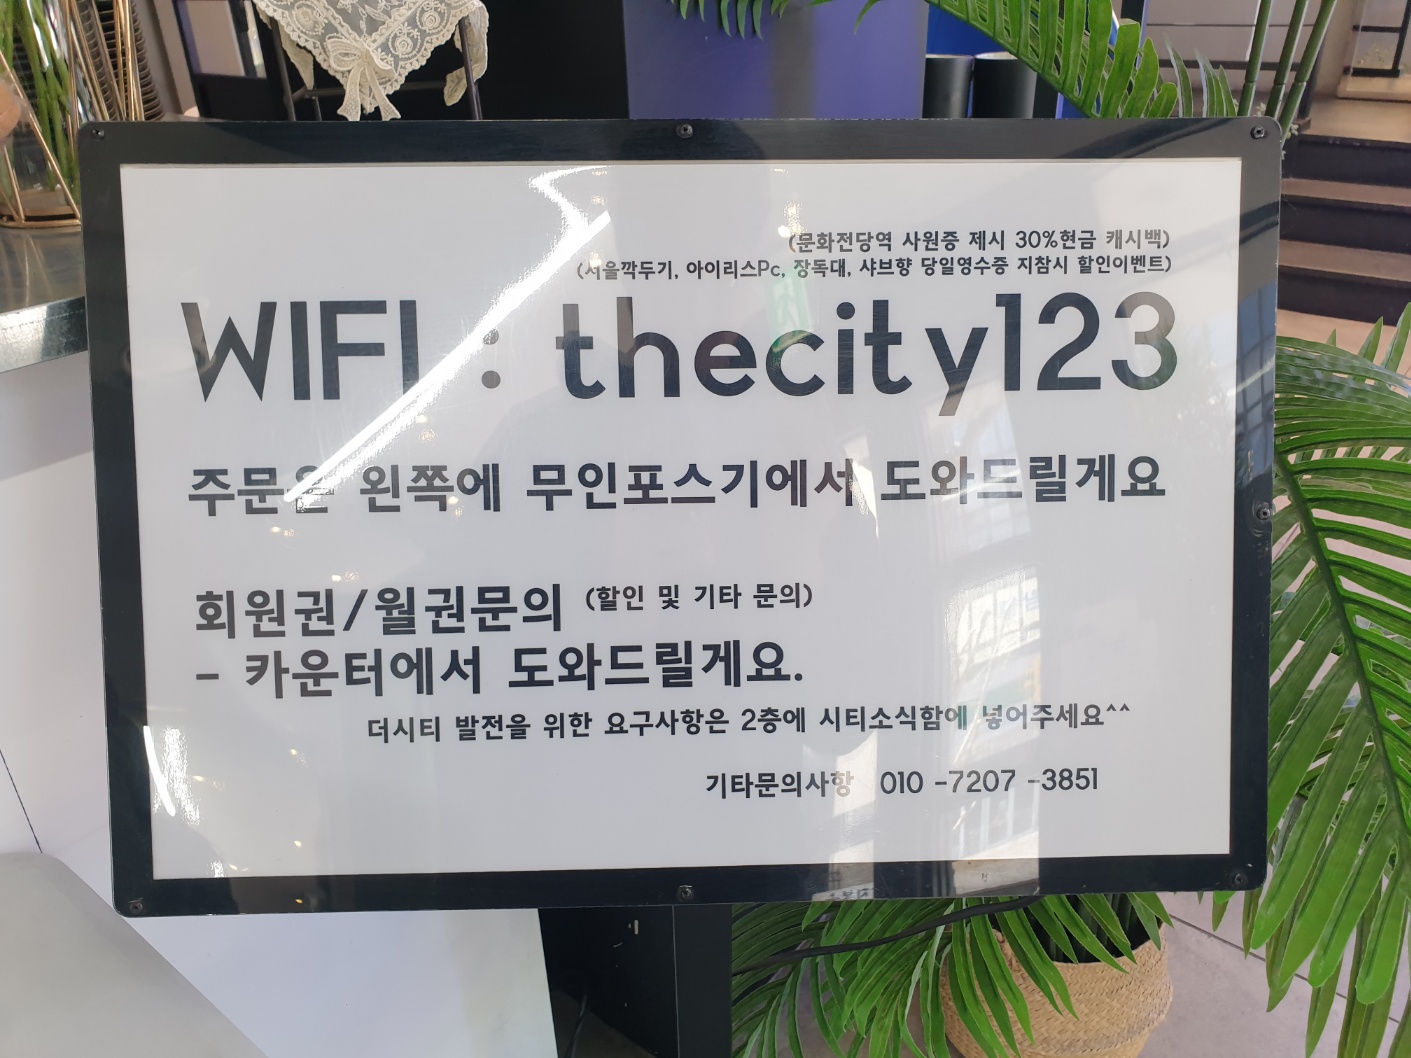 (문화전당역 사원증 제시 30%현금 캐시백)
(서울깍두기, 아이리스Pc, 장독대, 샤브향 당일영수증 지참시 할인이벤트)
WIFI : thecity123
주문은 왼쪽에 무인포스기에서 도와드릴게요
회원권/월권문의 (할인 및 기타 문의)
- 카운터에서 도와드릴게요.
더시티 발전을 위한 요구사항은 2층에 시티소식함에 넣어주세요^^
기타문의사항 010 -7207 -3851